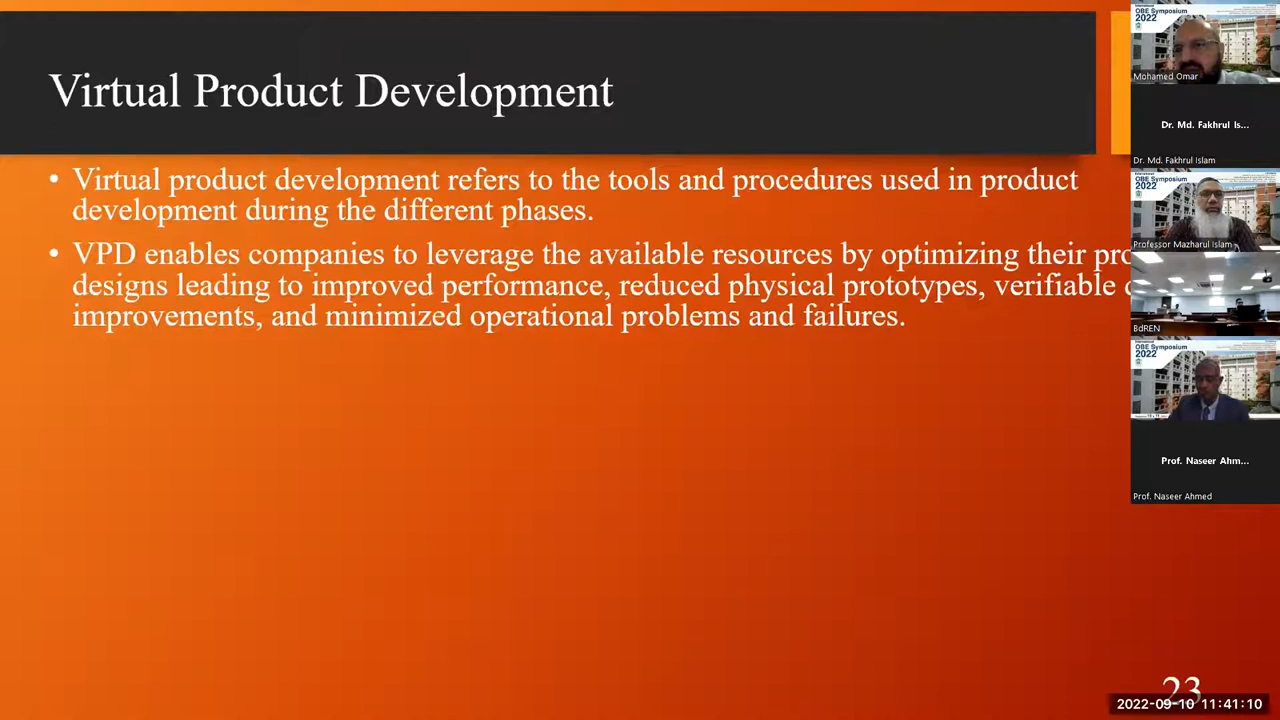 Virtual Product Development
• Virtual product development refers to the tools and procedures used in product
development during the different phases.
• VPD enables companies to leverage the available resources by optimizing their pro
designs leading to improved performance, reduced physical prototypes, verifiable
improvements, and minimized operational problems and failures.
23
2022-09-10 11:41:10
International
OBE Symposium
2022
Mohamed Omar
Dr. Md. Fakhrul Is...
Dr. Md. Fakhrul Islam
International
OBE Symposium
2022
Professor Mazharul Islam
BdREN
International
OBE Symposium
2022
Prof. Naseer Ahm...
Prof. Naseer Ahmed